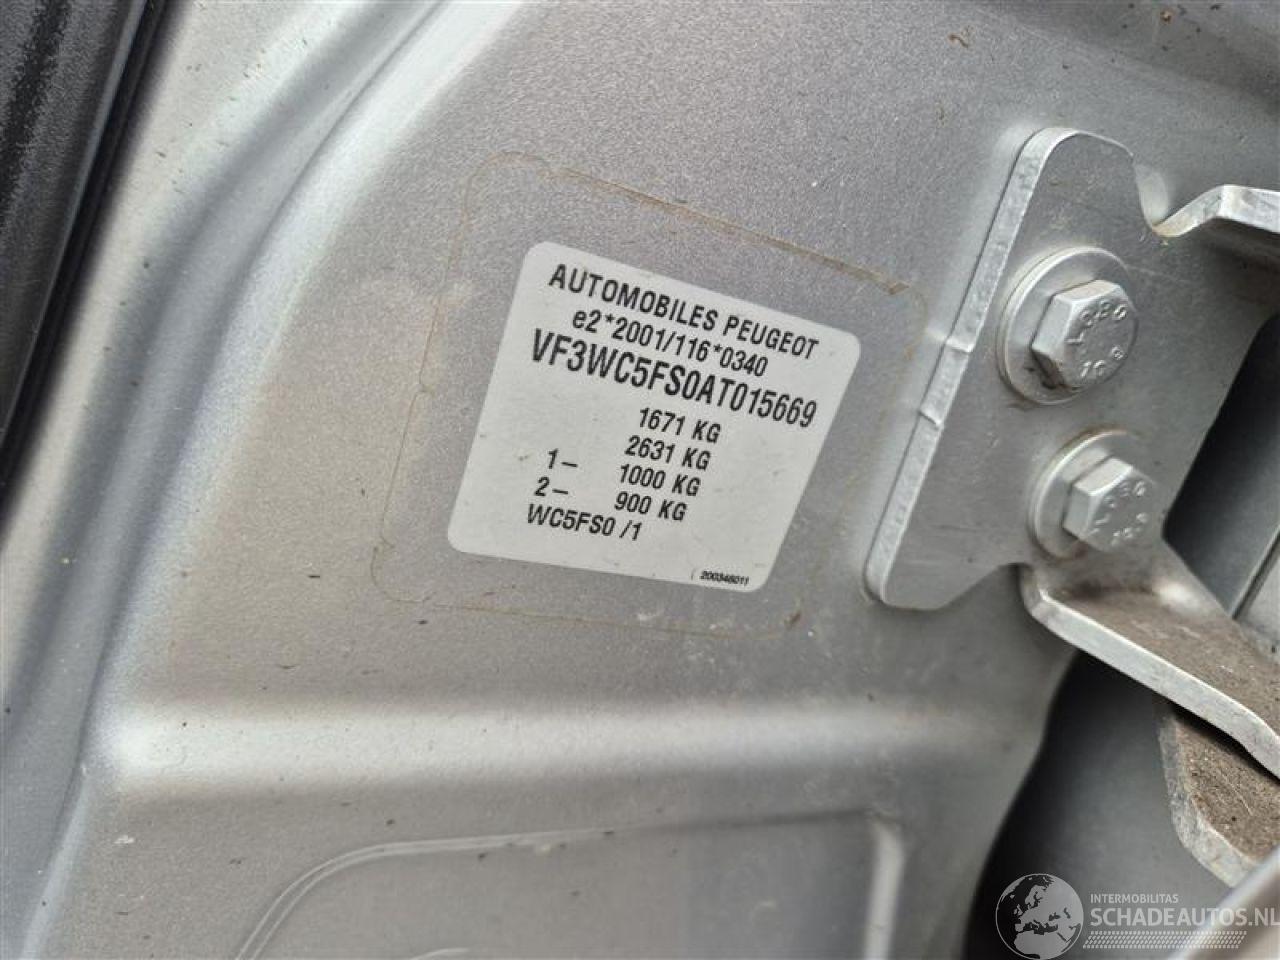 AUTOMOBILES PEUGEOT
e2*2001/116*0340
VF3WC5FS0AT015669
1671 KG
2631 KG
1– 1000 KG
2– 900 KG
WC5FS0 /1
( 200346011
INTERMOBILITAS
SCHADEAUTOS.NL